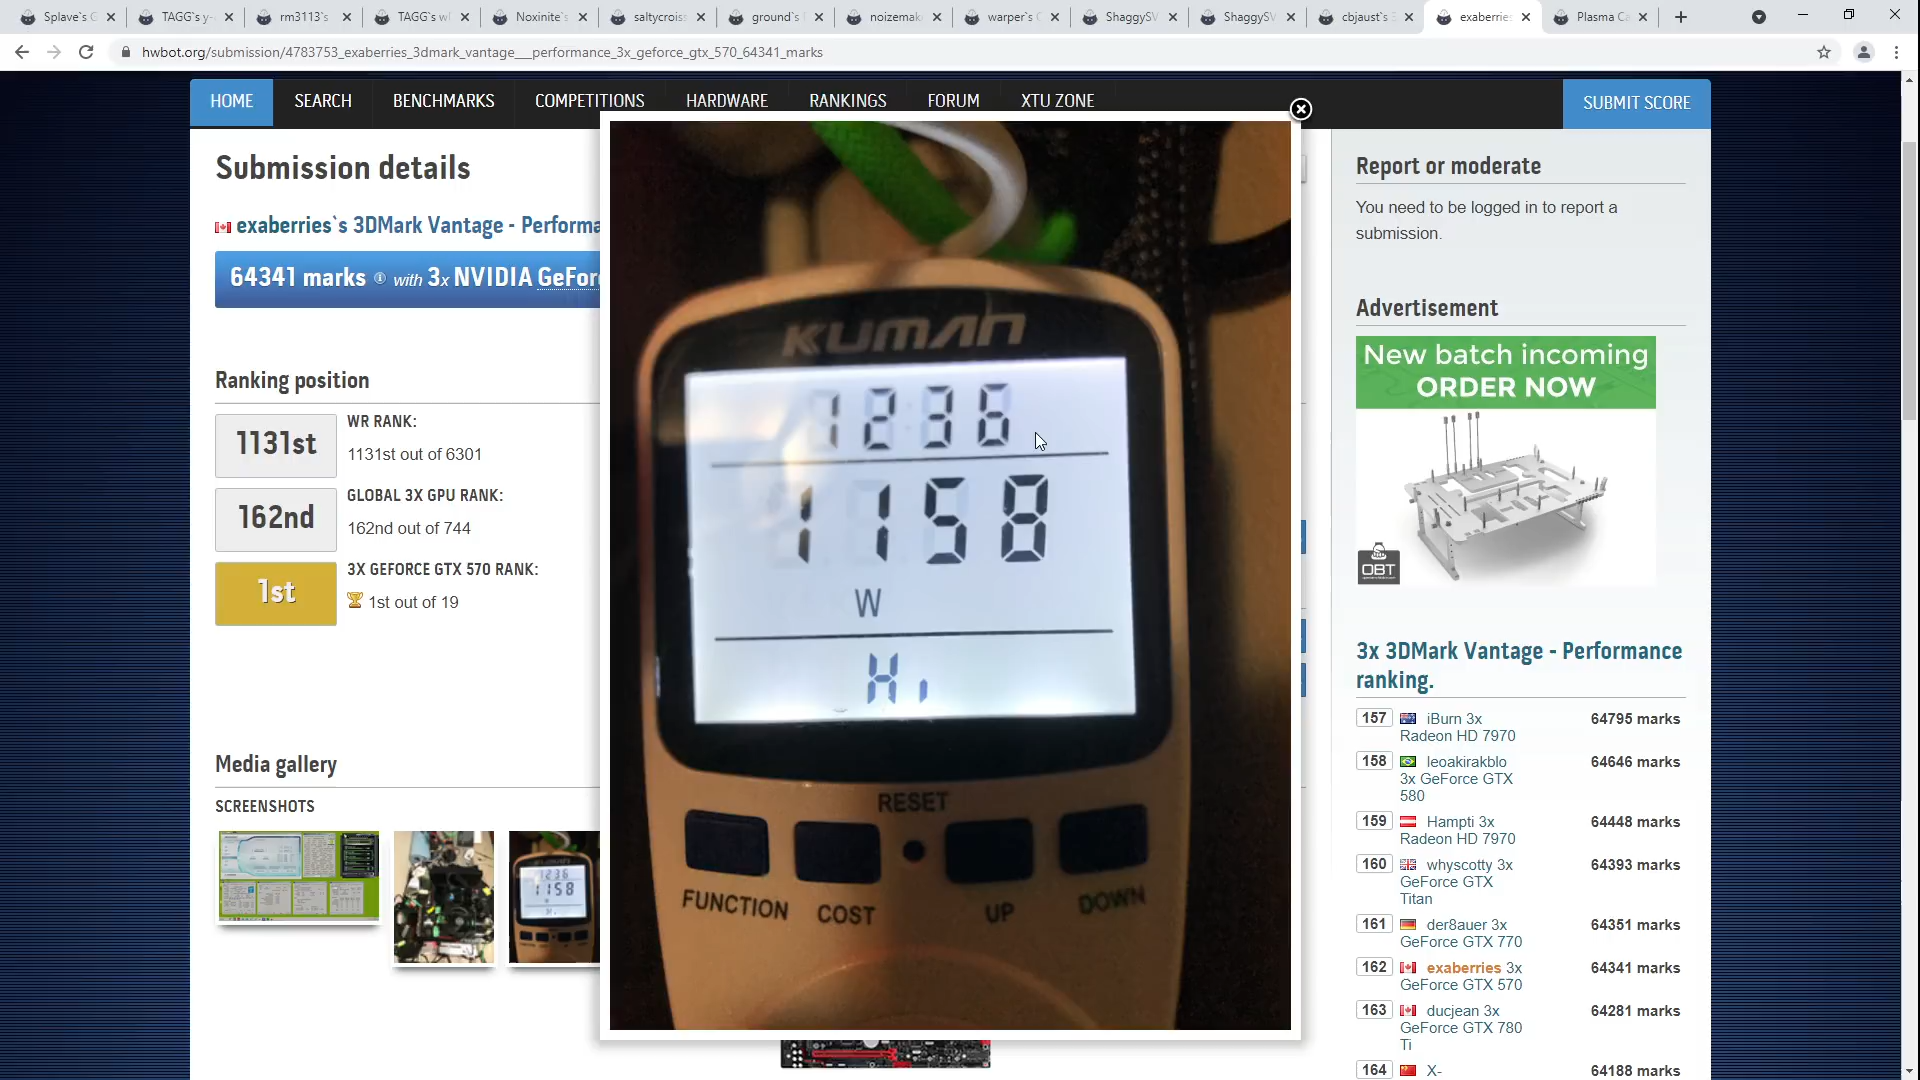 Splave`s G
TAGG`s y-
rm3113`s
TAGG`s w
Noxinite`s
saltycrois
ground`s
noizemak
warper`s C
ShaggySV
ShaggySV
cbjaust`s
exaberrie
Plasma Ca
hwbot.org/submission/4783753_exaberries_3dmark_vantage___performance_3x_geforce_gtx_570_64341_marks
HOME
SEARCH
BENCHMARKS
COMPETITIONS
HARDWARE
RANKINGS
FORUM
XTU ZONE
SUBMIT SCORE
Submission details
exaberries`s 3DMark Vantage - Performa
64341 marks with 3x NVIDIA GeFor
Ranking position
1131st
WR RANK:
1131st out of 6301
162nd
GLOBAL 3X GPU RANK:
162nd out of 744
1st
3X GEFORCE GTX 570 RANK:
1st out of 19
Media gallery
SCREENSHOTS
KUMAN
1236
1158
W
Hi
RESET
FUNCTION
COST
UP
DOWN
Report or moderate
You need to be logged in to report a
submission.
Advertisement
New batch incoming
ORDER NOW
OBT
3x 3DMark Vantage - Performance
ranking.
157 iBurn 3x 64795 marks
Radeon HD 7970
158 leoakirakblo 64646 marks
3x GeForce GTX
580
159 Hampti 3x 64448 marks
Radeon HD 7970
160 whyscotty 3x 64393 marks
GeForce GTX
Titan
161 der8auer 3x 64351 marks
GeForce GTX 770
162 exaberries 3x 64341 marks
GeForce GTX 570
163 ducjean 3x 64281 marks
GeForce GTX 780
Ti
164 X- 64188 marks